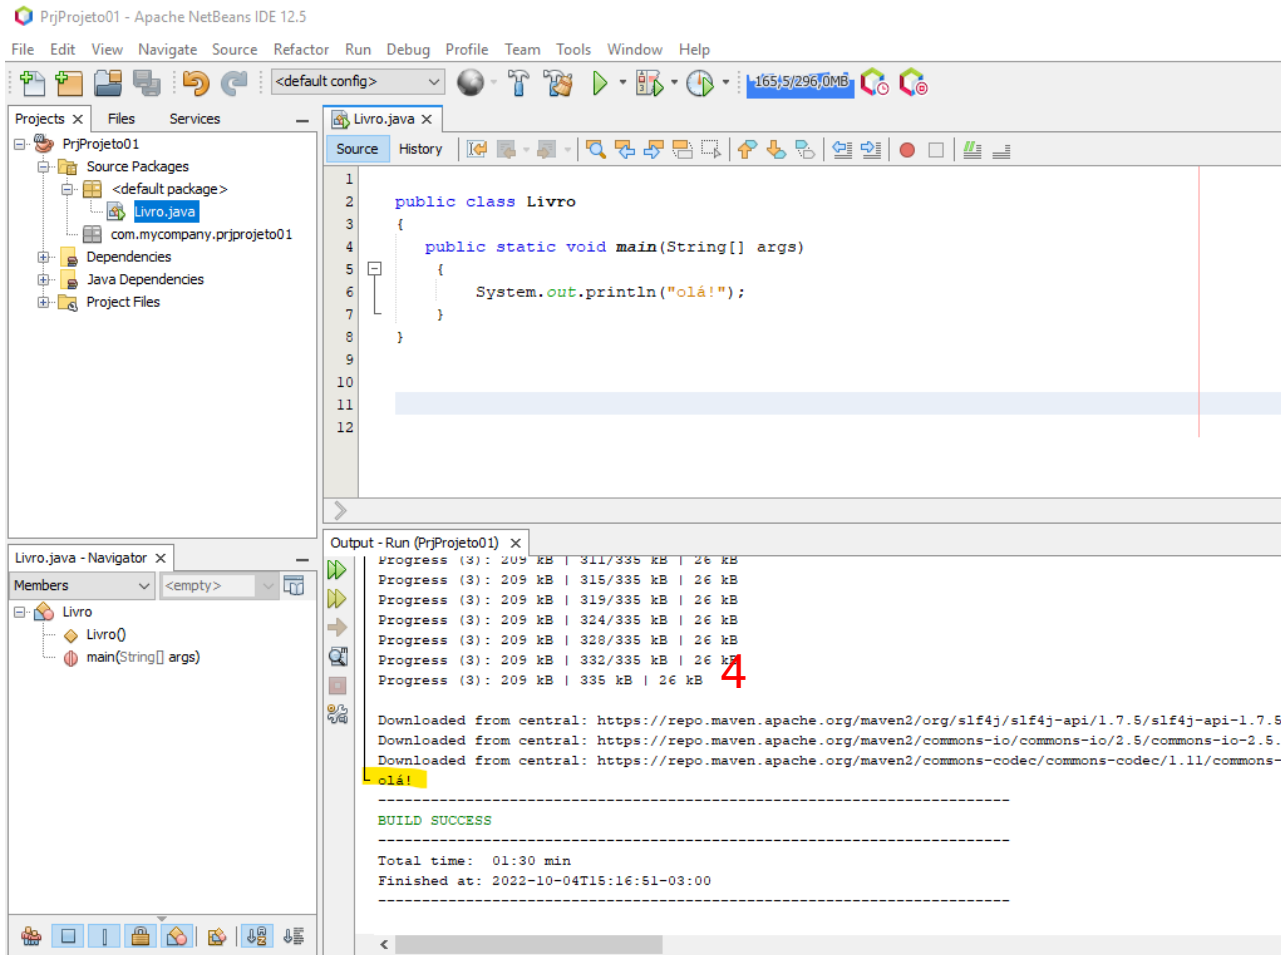 PrjProjeto01 - Apache NetBeans IDE 12.5
File Edit View Navigate Source Refactor Run Debug Profile Team Tools Window Help
<default config>
165,5/296,0MB
Projects Files Services
PrjProjeto01
Source Packages
<default package>
Livro.java
com.mycompany.prjprojeto01
Dependencies
Java Dependencies
Project Files
Livro.java
Source History
1
2 public class Livro
3 {
4 public static void main(String[] args)
5 {
6 System.out.println("olá!");
7 }
8 }
9
10
11
12
Livro.java - Navigator
Members <empty>
Livro
Livro()
main(String[] args)
Output - Run (PrjProjeto01)
Progress (3): 209 kB | 311/335 kB | 26 kB
Progress (3): 209 kB | 315/335 kB | 26 kB
Progress (3): 209 kB | 319/335 kB | 26 kB
Progress (3): 209 kB | 324/335 kB | 26 kB
Progress (3): 209 kB | 328/335 kB | 26 kB
Progress (3): 209 kB | 332/335 kB | 26 kB
Progress (3): 209 kB | 335 kB | 26 kB
4
Downloaded from central: https://repo.maven.apache.org/maven2/org/slf4j/slf4j-api/1.7.5/slf4j-api-1.7.5
Downloaded from central: https://repo.maven.apache.org/maven2/commons-io/commons-io/2.5/commons-io-2.5.
Downloaded from central: https://repo.maven.apache.org/maven2/commons-codec/commons-codec/1.11/commons-
olá!
------------------------------------------------------------------------
BUILD SUCCESS
------------------------------------------------------------------------
Total time: 01:30 min
Finished at: 2022-10-04T15:16:51-03:00
------------------------------------------------------------------------